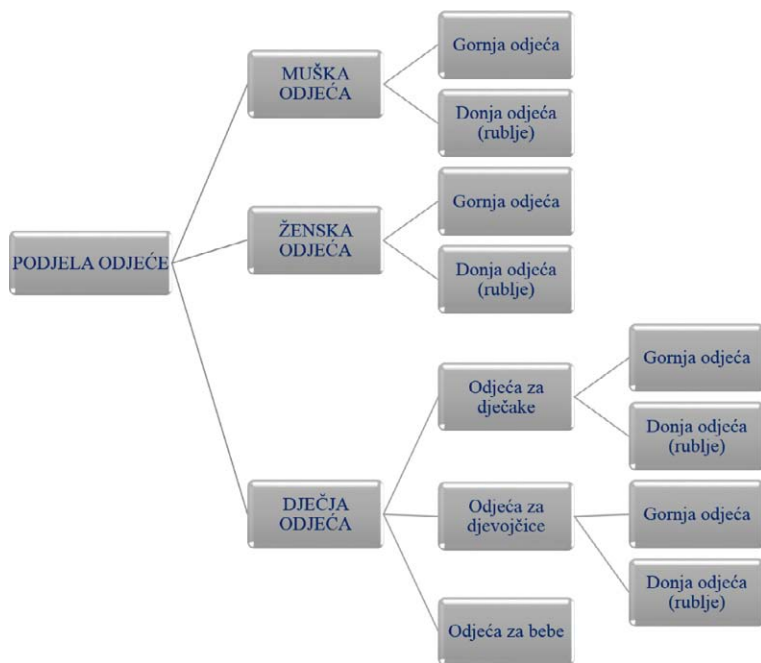 PODJELA ODJEĆE
MUŠKA
ODJEĆA
Gornja odjeća
Donja odjeća
(rublje)
ŽENSKA
ODJEĆA
Gornja odjeća
Donja odjeća
(rublje)
DJEČJA
ODJEĆA
Odjeća za
dječake
Gornja odjeća
Donja odjeća
(rublje)
Odjeća za
djevojčice
Gornja odjeća
Donja odjeća
(rublje)
Odjeća za bebe